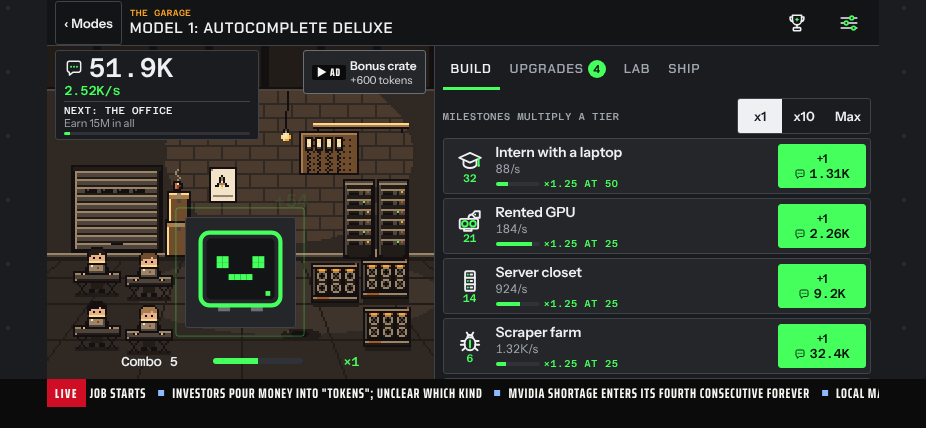 ‹ Modes
THE GARAGE
MODEL 1: AUTOCOMPLETE DELUXE
51.9K
2.52K/s
NEXT: THE OFFICE
Earn 15M in all
AD
Bonus crate
+600 tokens
Combo 5
×1
BUILD
UPGRADES 4
LAB
SHIP
MILESTONES MULTIPLY A TIER
x1
x10
Max
Intern with a laptop
88/s
32
×1.25 AT 50
+1
1.31K
Rented GPU
184/s
21
×1.25 AT 25
+1
2.26K
Server closet
924/s
14
×1.25 AT 25
+1
9.2K
Scraper farm
1.32K/s
6
×1.25 AT 25
+1
32.4K
LIVE
JOB STARTS
INVESTORS POUR MONEY INTO "TOKENS"; UNCLEAR WHICH KIND
MVIDIA SHORTAGE ENTERS ITS FOURTH CONSECUTIVE FOREVER
LOCAL